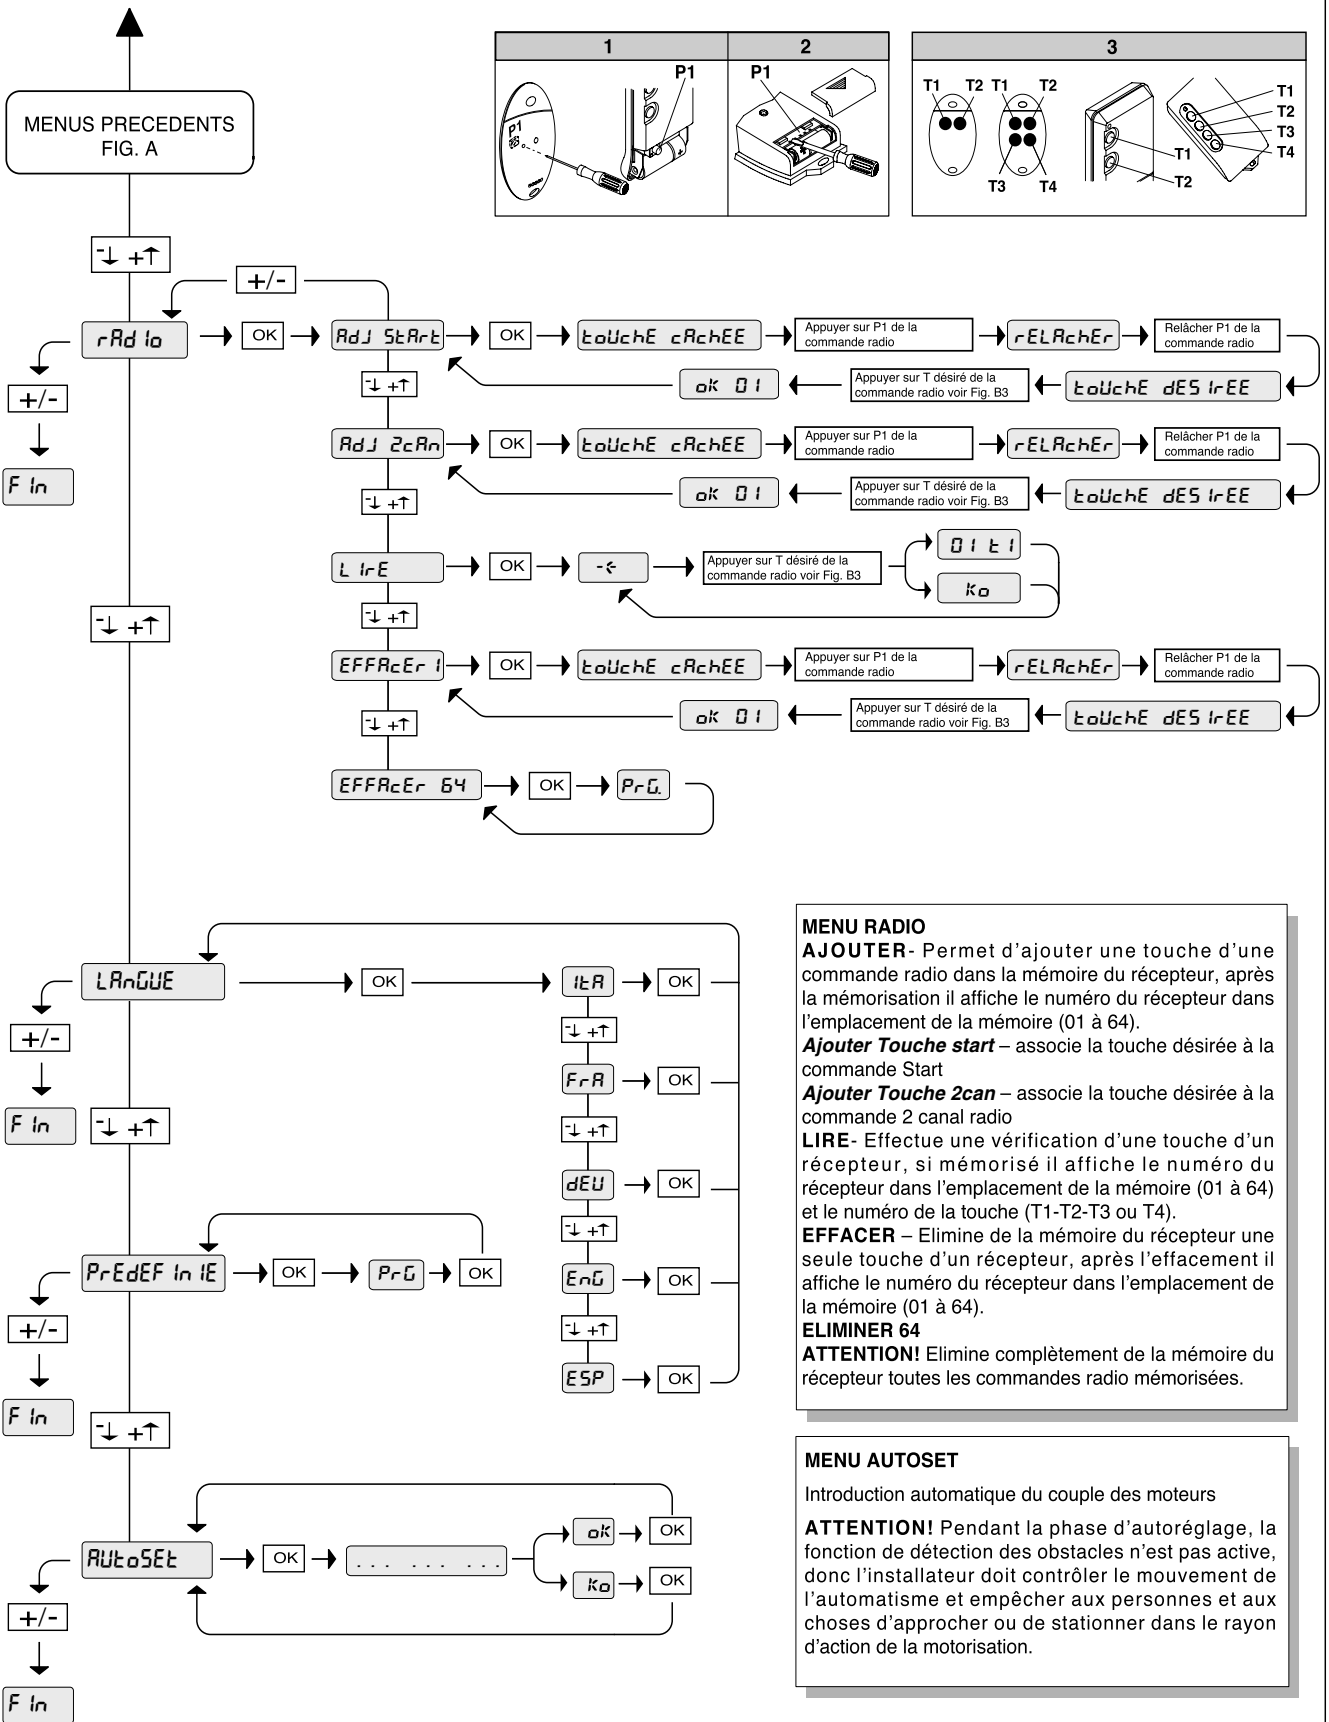 MENUS PRECEDENTS
FIG. A
1
2
3
P1
P1
P1
T1 T2 T1 T2
T3 T4
T1
T2
T1
T2
T3
T4
-↓ +↑
+/-
rAdIo
OK
AdJ StArt
OK
toUchE cAchEE
Appuyer sur P1 de la
commande radio
rELAchEr
Relâcher P1 de la
commande radio
+/-
-↓ +↑
oK 01
Appuyer sur T désiré de la
commande radio voir Fig. B3
toUchE dESIrEE
FIn
AdJ 2cAn
OK
toUchE cAchEE
Appuyer sur P1 de la
commande radio
rELAchEr
Relâcher P1 de la
commande radio
-↓ +↑
oK 01
Appuyer sur T désiré de la
commande radio voir Fig. B3
toUchE dESIrEE
LIrE
OK
Appuyer sur T désiré de la
commande radio voir Fig. B3
01 t1
Ko
-↓ +↑
-↓ +↑
EFFAcEr 1
OK
toUchE cAchEE
Appuyer sur P1 de la
commande radio
rELAchEr
Relâcher P1 de la
commande radio
-↓ +↑
oK 01
Appuyer sur T désiré de la
commande radio voir Fig. B3
toUchE dESIrEE
EFFAcEr 64
OK
PrG.
LAnGUE
OK
ItA
OK
+/-
-↓ +↑
FrA
OK
FIn
-↓ +↑
-↓ +↑
dEU
OK
-↓ +↑
PrEdEFInIE
OK
PrG
OK
EnG
OK
+/-
-↓ +↑
ESP
OK
FIn
-↓ +↑
AUtoSEt
OK
... ... ...
oK
OK
Ko
OK
+/-
FIn
MENU RADIO
AJOUTER- Permet d'ajouter une touche d'une
commande radio dans la mémoire du récepteur, après
la mémorisation il affiche le numéro du récepteur dans
l'emplacement de la mémoire (01 à 64).
Ajouter Touche start – associe la touche désirée à la
commande Start
Ajouter Touche 2can – associe la touche désirée à la
commande 2 canal radio
LIRE- Effectue une vérification d'une touche d'un
récepteur, si mémorisé il affiche le numéro du
récepteur dans l'emplacement de la mémoire (01 à 64)
et le numéro de la touche (T1-T2-T3 ou T4).
EFFACER – Elimine de la mémoire du récepteur une
seule touche d'un récepteur, après l'effacement il
affiche le numéro du récepteur dans l'emplacement de
la mémoire (01 à 64).
ELIMINER 64
ATTENTION! Elimine complètement de la mémoire du
récepteur toutes les commandes radio mémorisées.
MENU AUTOSET
Introduction automatique du couple des moteurs
ATTENTION! Pendant la phase d'autoréglage, la
fonction de détection des obstacles n'est pas active,
donc l'installateur doit contrôler le mouvement de
l'automatisme et empêcher aux personnes et aux
choses d'approcher ou de stationner dans le rayon
d'action de la motorisation.